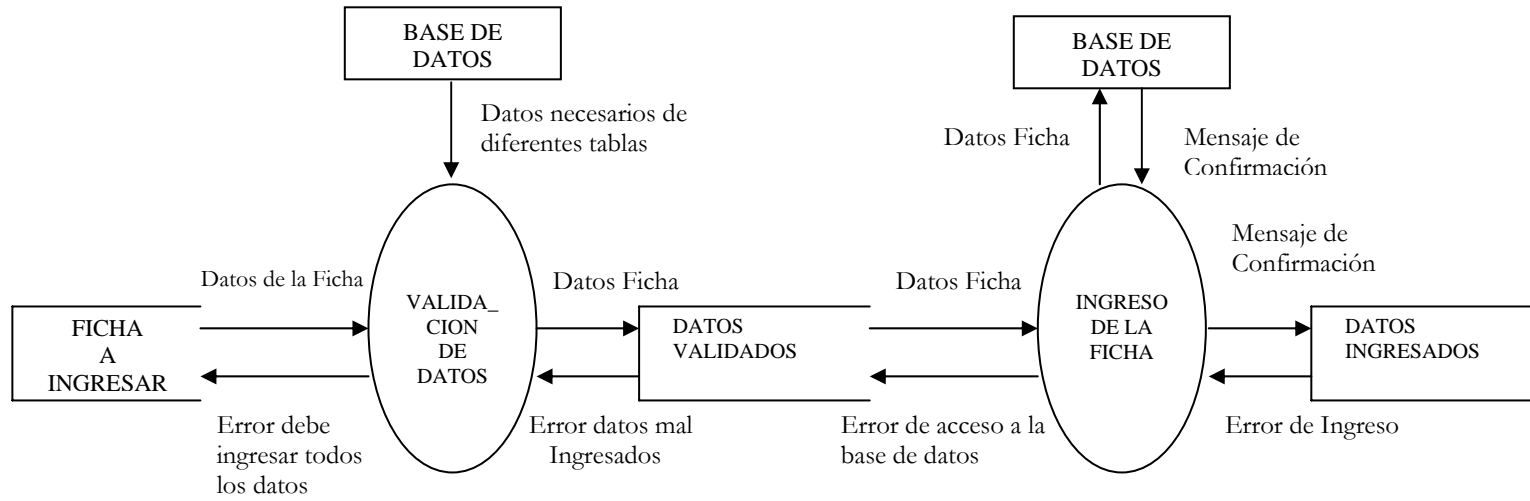 BASE DE
DATOS
BASE DE
DATOS
Datos necesarios de
diferentes tablas
Datos Ficha
Mensaje de
Confirmación
Mensaje de
Confirmación
Datos de la Ficha
Datos Ficha
Datos Ficha
FICHA
A
INGRESAR
VALIDA_
CION
DE
DATOS
DATOS
VALIDADOS
INGRESO
DE LA
FICHA
DATOS
INGRESADOS
Error debe
ingresar todos
los datos
Error datos mal
Ingresados
Error de acceso a la
base de datos
Error de Ingreso